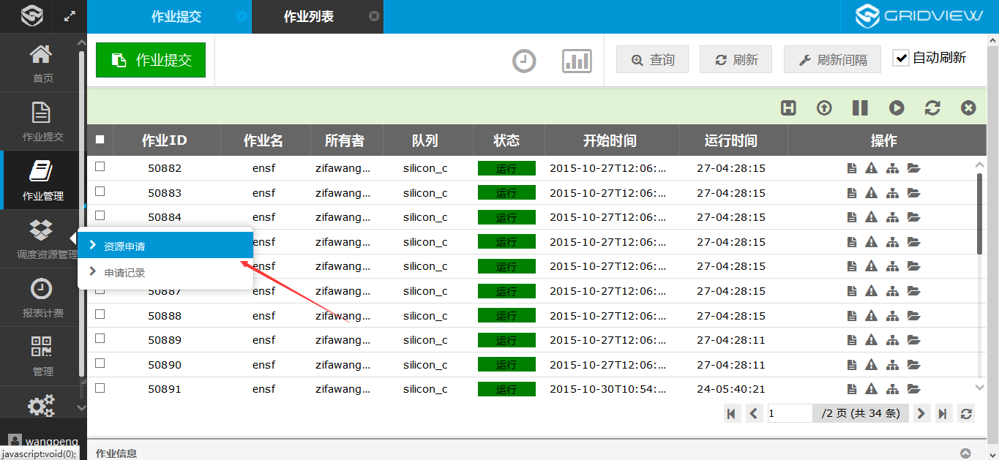 作业提交
作业列表
GRIDVIEW
首页
作业提交
作业管理
调度资源管理
报表计费
管理
wangpeng
javascript:void(0);
资源申请
申请记录
作业提交
查询
刷新
刷新间隔
自动刷新
作业ID 作业名 所有者 队列 状态 开始时间 运行时间 操作
50882 ensf zifawang... silicon_c 运行 2015-10-27T12:06:... 27-04:28:15
50883 ensf zifawang... silicon_c 运行 2015-10-27T12:06:... 27-04:28:15
50884 ensf zifawang... silicon_c 运行 2015-10-27T12:06:... 27-04:28:15
ensf zifawang... silicon_c 运行 2015-10-27T12:06:... 27-04:28:15
ensf zifawang... silicon_c 运行 2015-10-27T12:06:... 27-04:28:15
50887 ensf zifawang... silicon_c 运行 2015-10-27T12:06:... 27-04:28:15
50888 ensf zifawang... silicon_c 运行 2015-10-27T12:06:... 27-04:28:15
50889 ensf zifawang... silicon_c 运行 2015-10-27T12:06:... 27-04:28:11
50890 ensf zifawang... silicon_c 运行 2015-10-27T12:06:... 27-04:28:11
50891 ensf zifawang... silicon_c 运行 2015-10-30T10:54:... 24-05:40:21
1 /2 页 (共 34 条)
作业信息